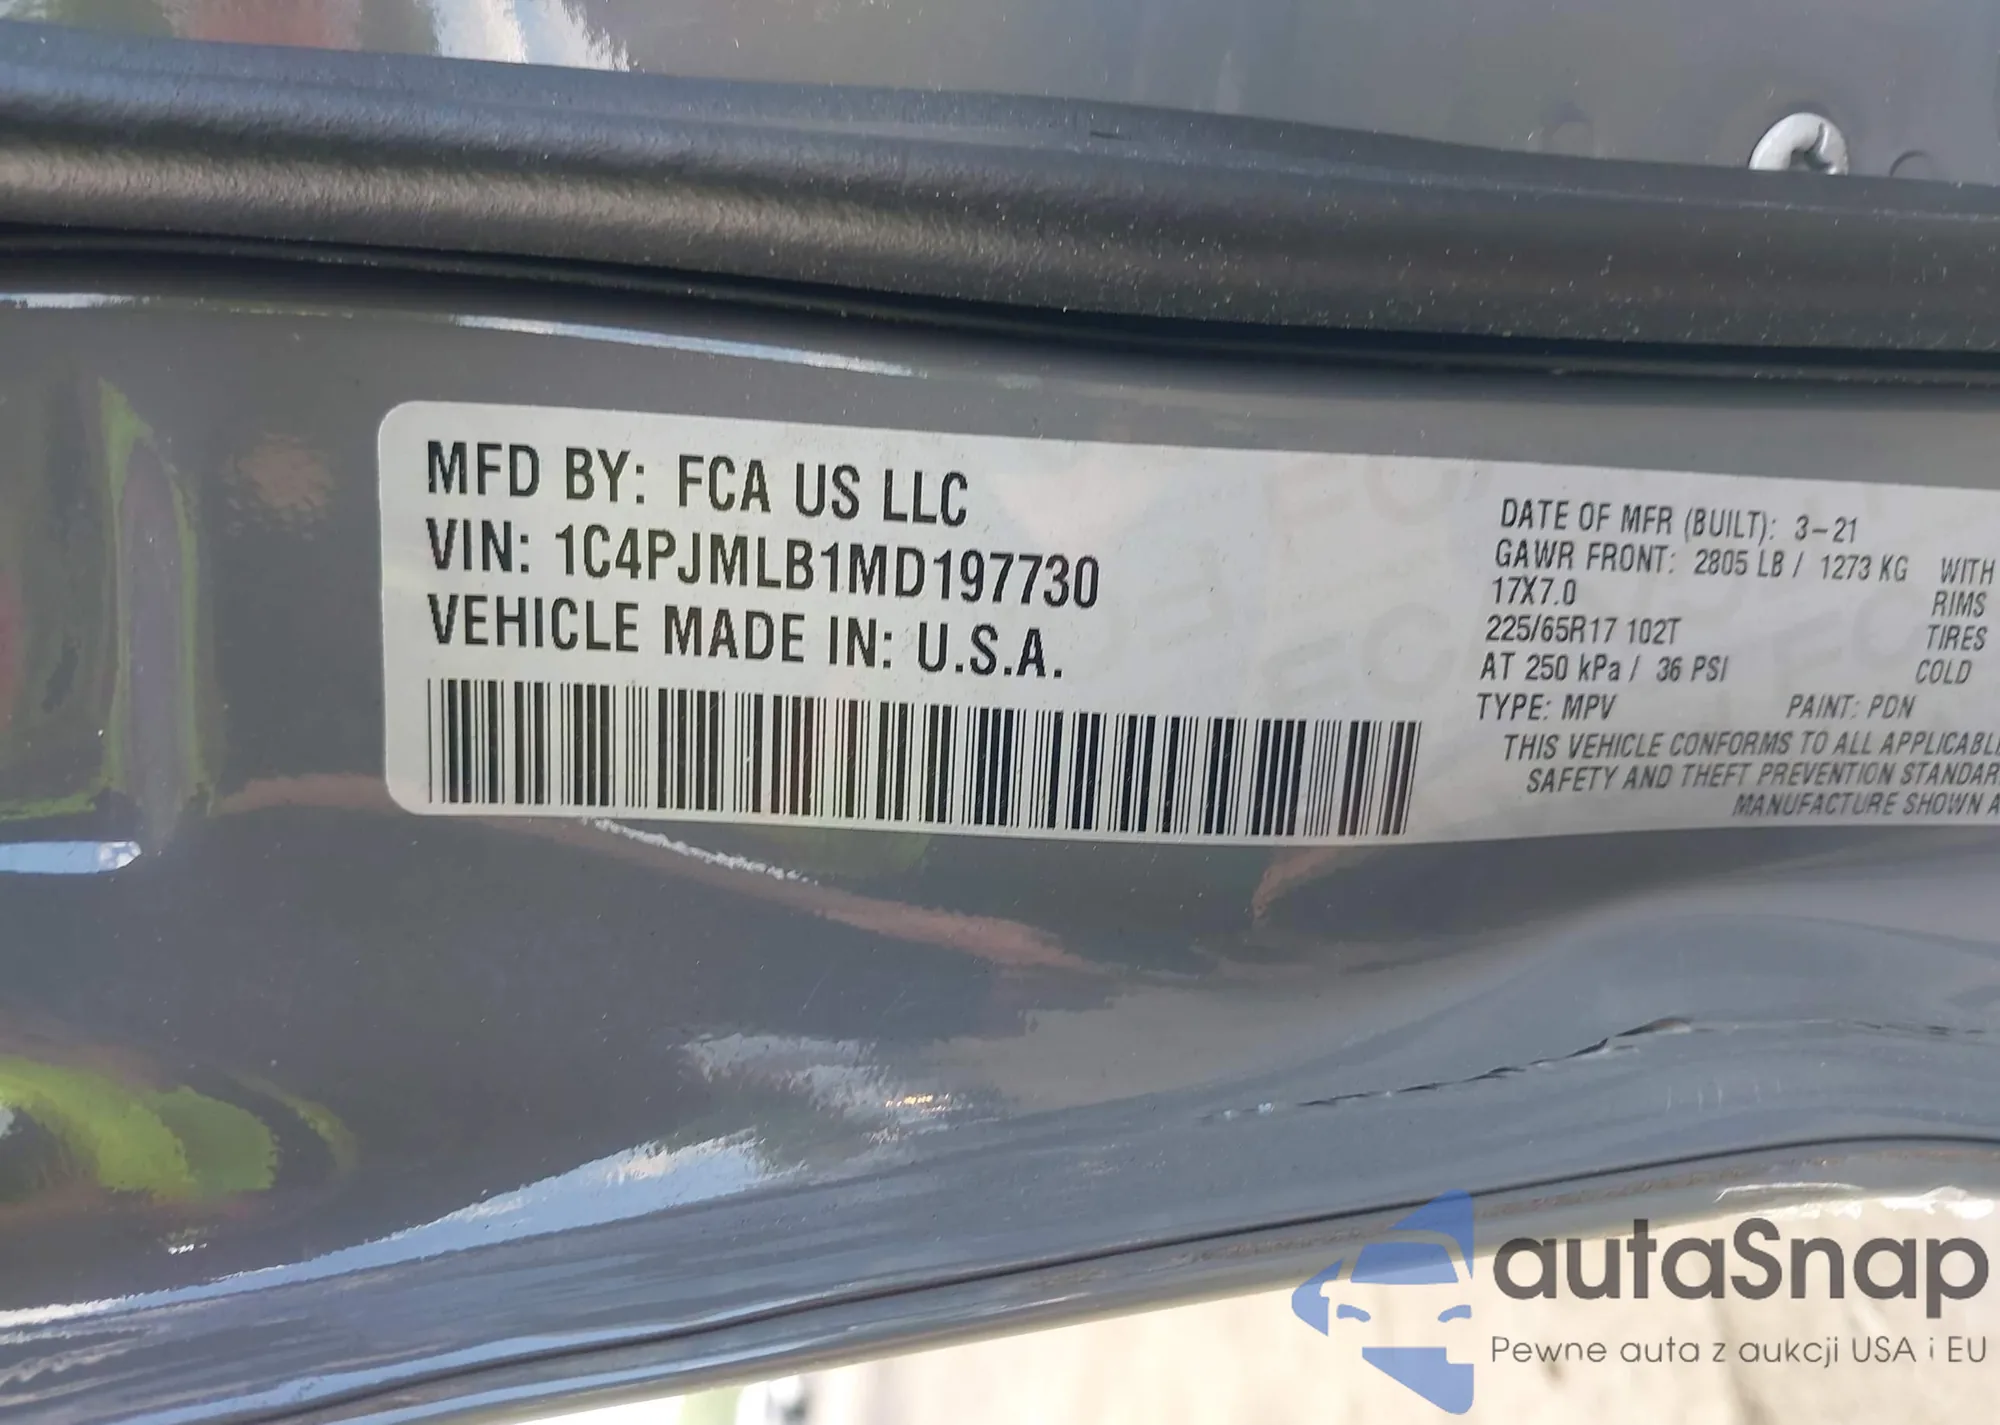 MFD BY: FCA US LLC
VIN: 1C4PJMLB1MD197730
VEHICLE MADE IN: U.S.A.
DATE OF MFR (BUILT): 3-21
GAWR FRONT: 2805 LB / 1273 KG WITH
17X7.0 RIMS
225/65R17 102T TIRES
AT 250 kPa / 36 PSI COLD
TYPE: MPV PAINT: PDN
THIS VEHICLE CONFORMS TO ALL APPLICABL
SAFETY AND THEFT PREVENTION STANDAR
MANUFACTURE SHOWN A
autaSnap
Pewne auta z aukcji USA i EU